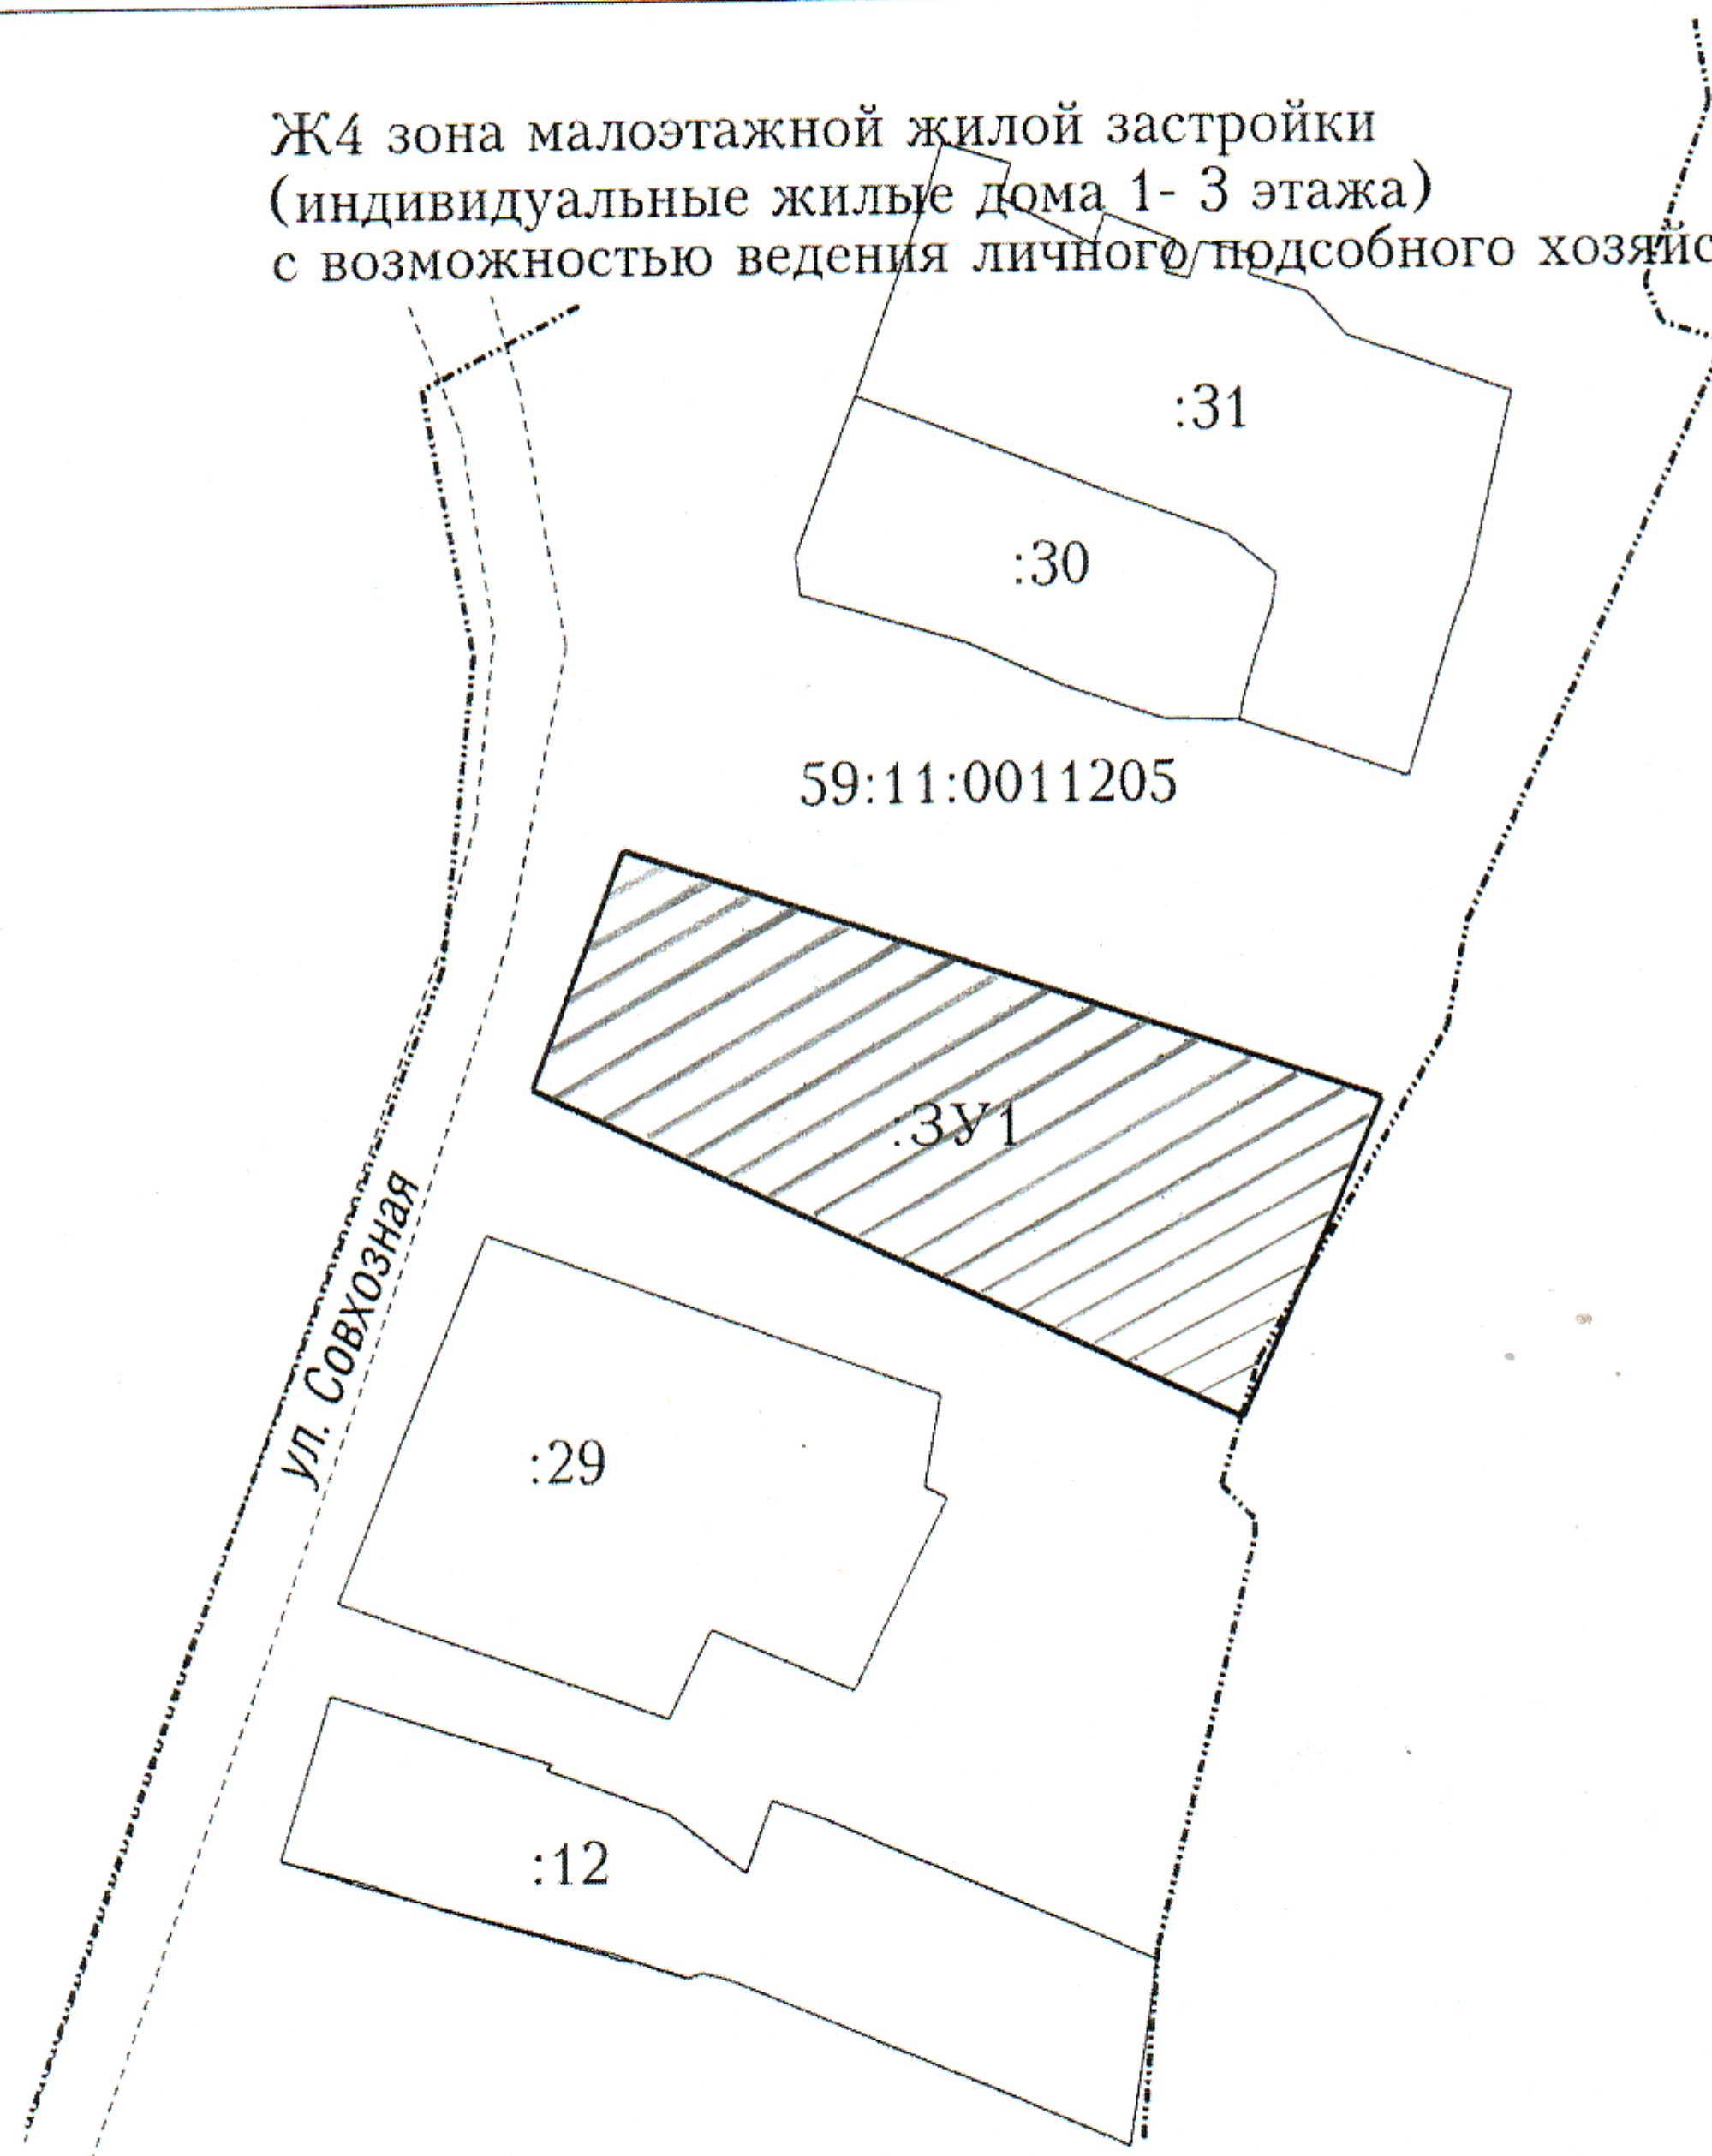 Ж4 зона малоэтажной жилой застройки
(индивидуальные жилые дома 1- 3 этажа)
с возможностью ведения личного подсобного хозяйс
:31
:30
59:11:0011205
:ЗУ1
ул. Совхозная
:29
:12